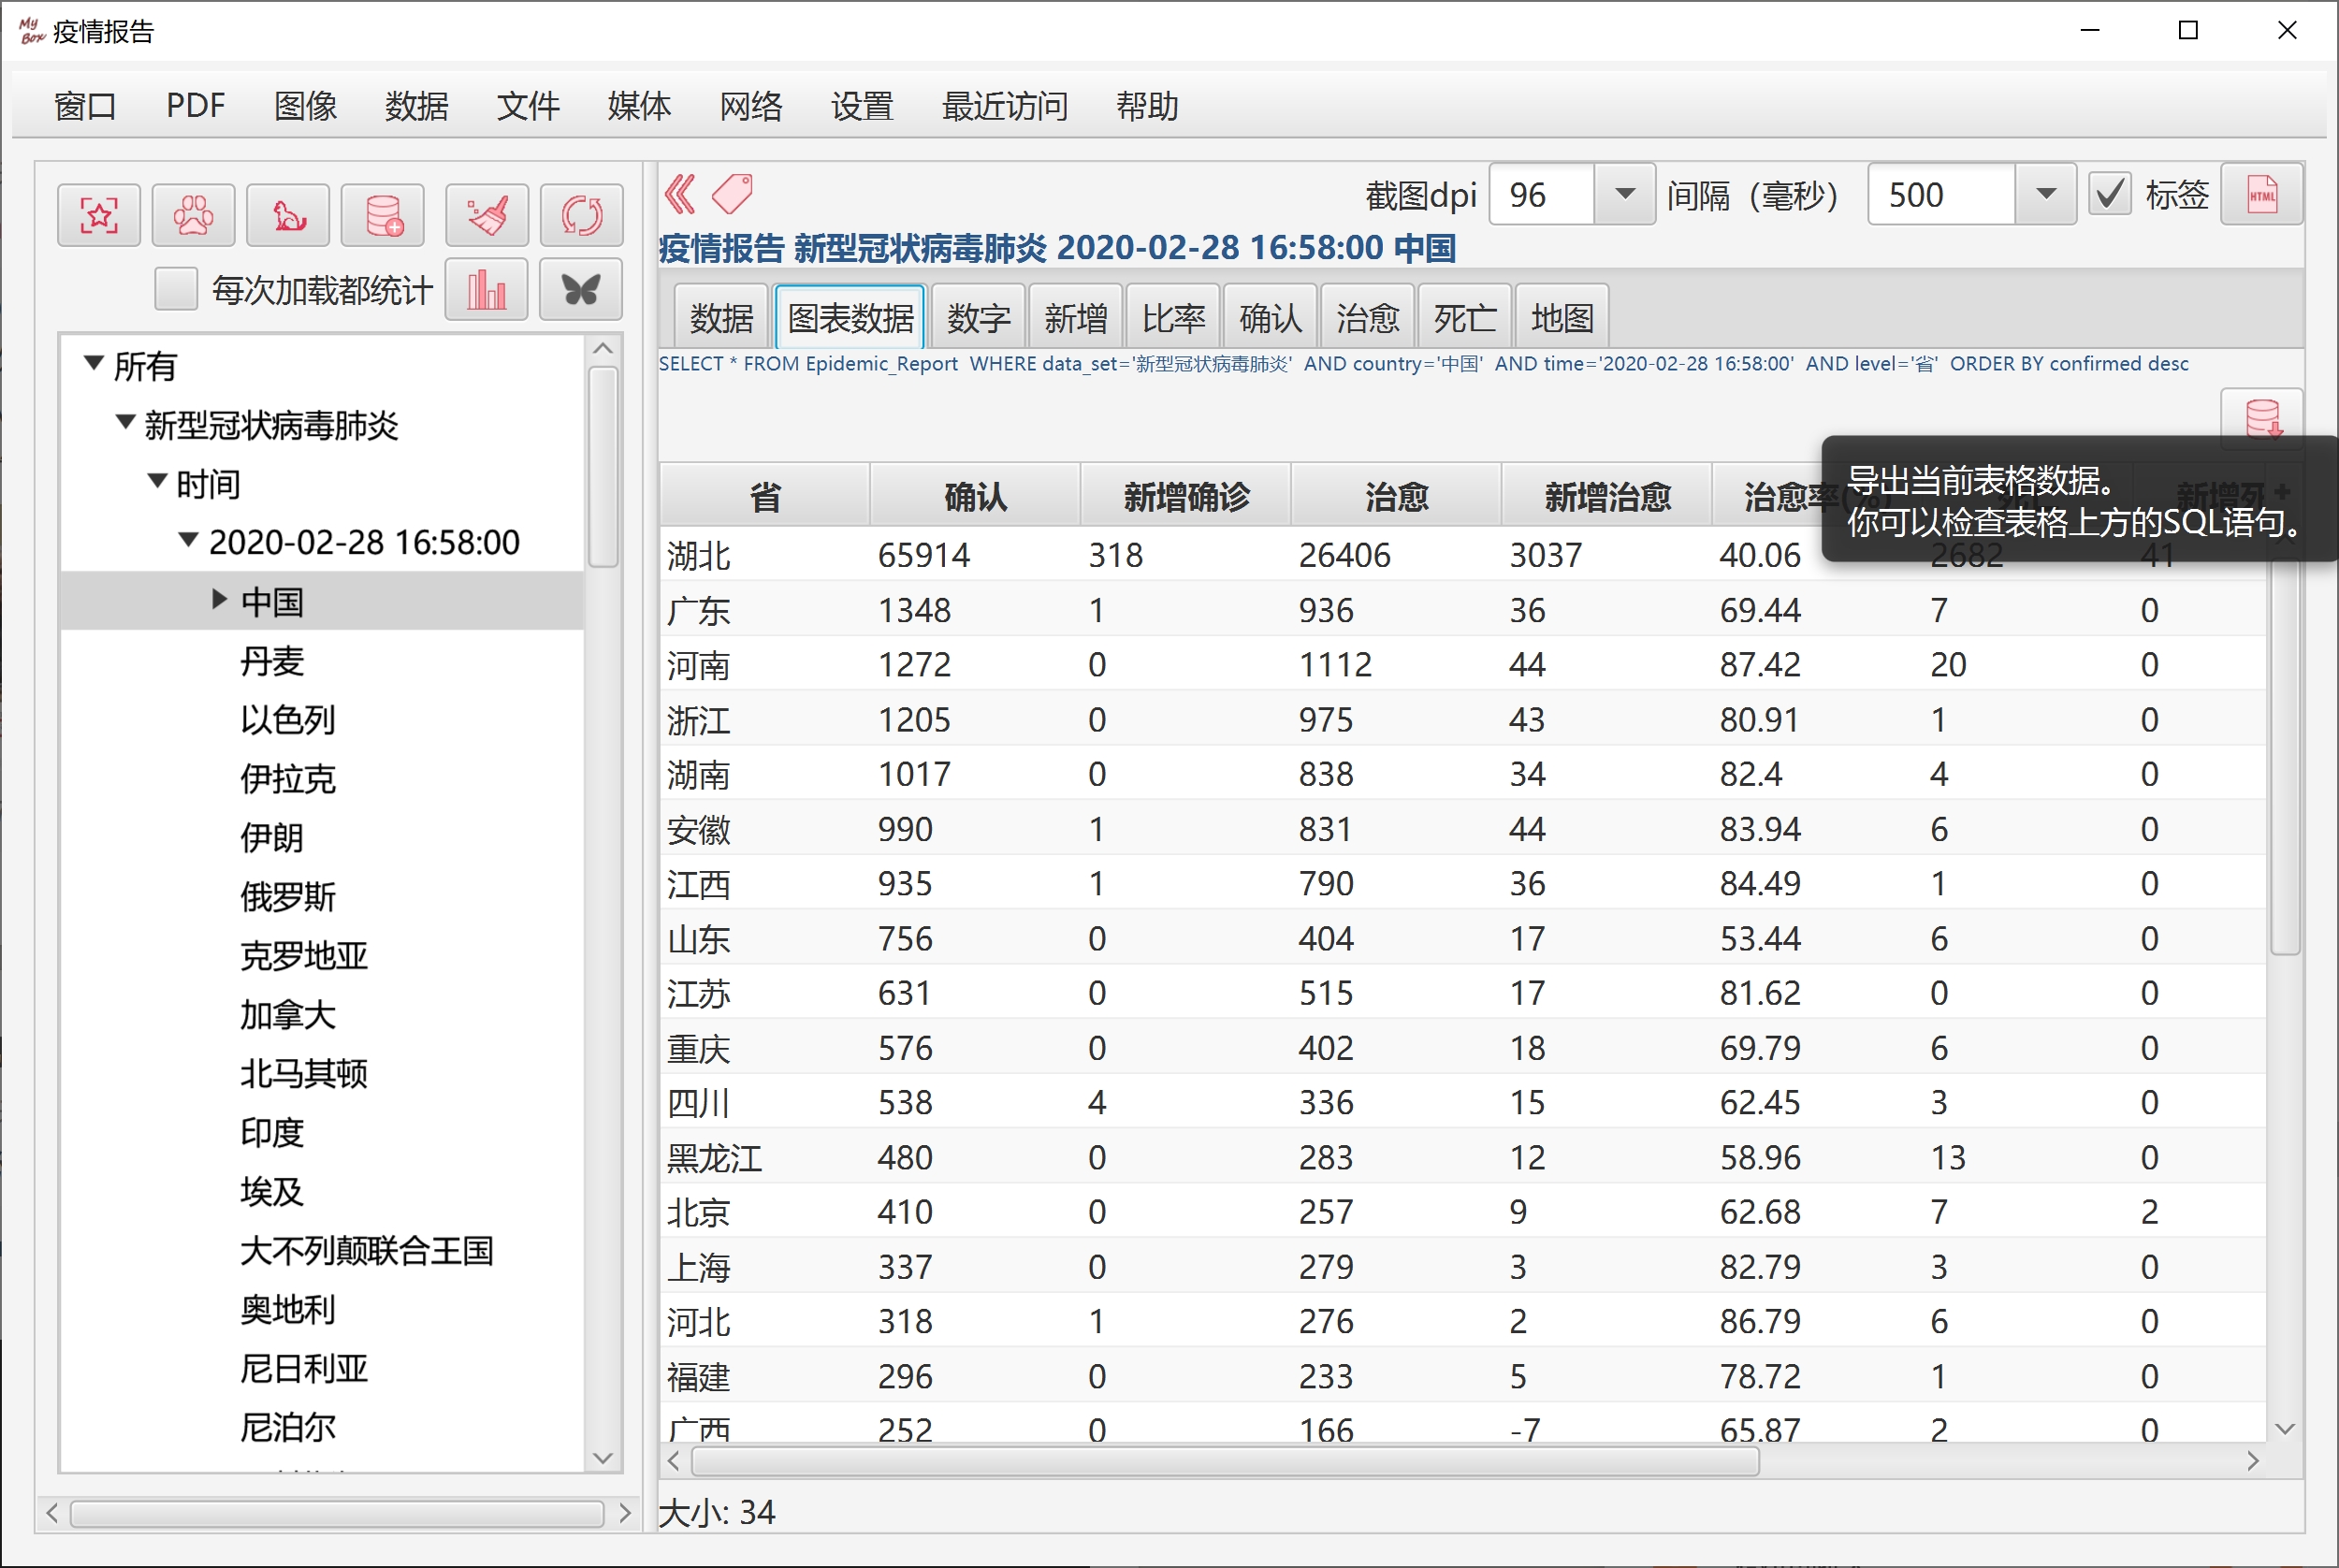 My Box 疫情报告
窗口 PDF 图像 数据 文件 媒体 网络 设置 最近访问 帮助
每次加载都统计
所有
新型冠状病毒肺炎
时间
2020-02-28 16:58:00
中国
丹麦
以色列
伊拉克
伊朗
俄罗斯
克罗地亚
加拿大
北马其顿
印度
埃及
大不列颠联合王国
奥地利
尼日利亚
尼泊尔
截图dpi 96 间隔（毫秒） 500 标签 HTML
疫情报告 新型冠状病毒肺炎 2020-02-28 16:58:00 中国
数据 图表数据 数字 新增 比率 确认 治愈 死亡 地图
SELECT * FROM Epidemic_Report WHERE data_set='新型冠状病毒肺炎' AND country='中国' AND time='2020-02-28 16:58:00' AND level='省' ORDER BY confirmed desc
导出当前表格数据。
你可以检查表格上方的SQL语句。
省 确认 新增确诊 治愈 新增治愈 治愈率(%) 新增死
湖北 65914 318 26406 3037 40.06 2682 41
广东 1348 1 936 36 69.44 7 0
河南 1272 0 1112 44 87.42 20 0
浙江 1205 0 975 43 80.91 1 0
湖南 1017 0 838 34 82.4 4 0
安徽 990 1 831 44 83.94 6 0
江西 935 1 790 36 84.49 1 0
山东 756 0 404 17 53.44 6 0
江苏 631 0 515 17 81.62 0 0
重庆 576 0 402 18 69.79 6 0
四川 538 4 336 15 62.45 3 0
黑龙江 480 0 283 12 58.96 13 0
北京 410 0 257 9 62.68 7 2
上海 337 0 279 3 82.79 3 0
河北 318 1 276 2 86.79 6 0
福建 296 0 233 5 78.72 1 0
广西 252 0 166 -7 65.87 2 0
大小: 34